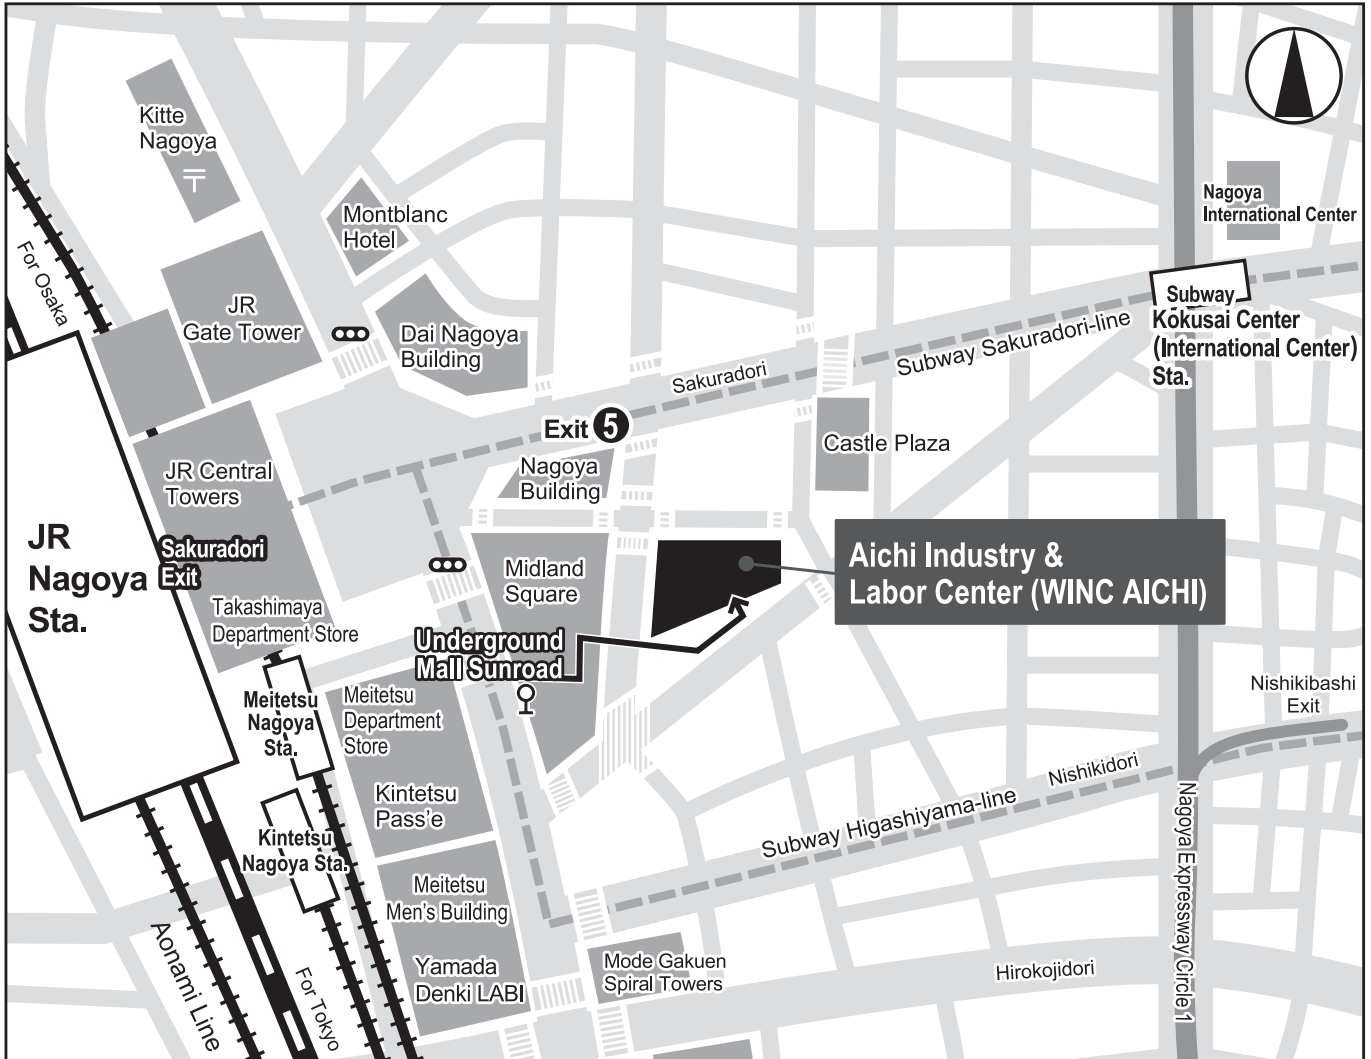 Kitte
Nagoya
〒
Nagoya
International Center
Montblanc
Hotel
For Osaka
JR
Gate Tower
Dai Nagoya
Building
Subway
Kokusai Center
(International Center)
Sta.
Subway Sakuradori-line
Sakuradori
Exit 5
Castle Plaza
Nagoya
Building
JR Central
Towers
JR
Nagoya
Sta.
Sakuradori
Exit
Midland
Square
Aichi Industry &
Labor Center (WINC AICHI)
Takashimaya
Department Store
Underground
Mall Sunroad
Meitetsu
Nagoya
Sta.
Meitetsu
Department
Store
Nishikibashi
Exit
Nishikidori
Subway Higashiyama-line
Kintetsu
Pass'e
Kintetsu
Nagoya Sta.
Nagoya Expressway Circle 1
Meitetsu
Men's Building
Yamada
Denki LABI
Mode Gakuen
Spiral Towers
Hirokojidori
Aonami Line
For Tokyo